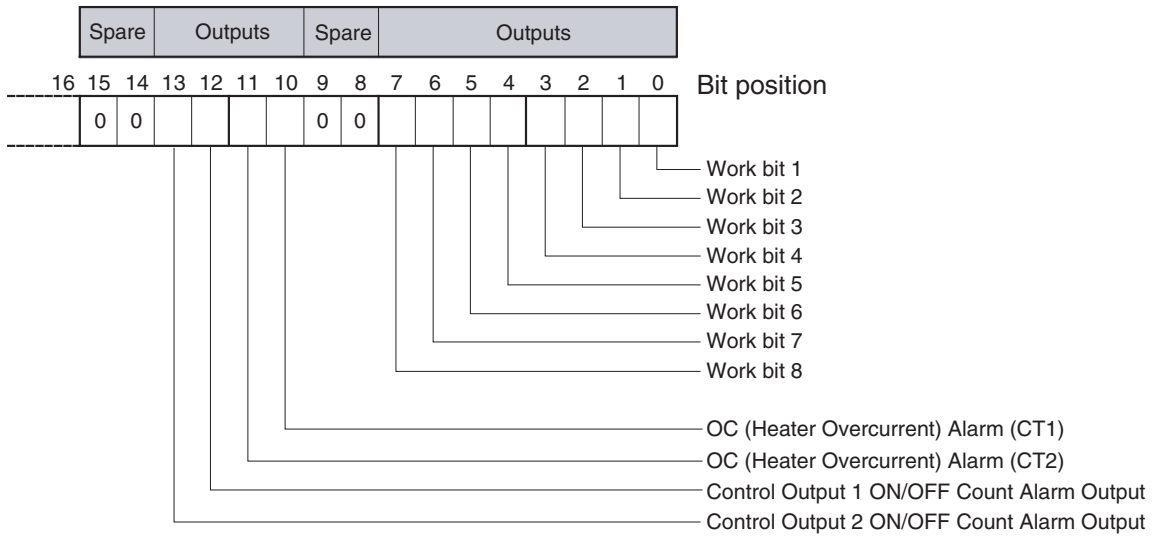 Spare Outputs Spare Outputs
16 15 14 13 12 11 10 9 8 7 6 5 4 3 2 1 0 Bit position
0 0 0 0
Work bit 1
Work bit 2
Work bit 3
Work bit 4
Work bit 5
Work bit 6
Work bit 7
Work bit 8
OC (Heater Overcurrent) Alarm (CT1)
OC (Heater Overcurrent) Alarm (CT2)
Control Output 1 ON/OFF Count Alarm Output
Control Output 2 ON/OFF Count Alarm Output